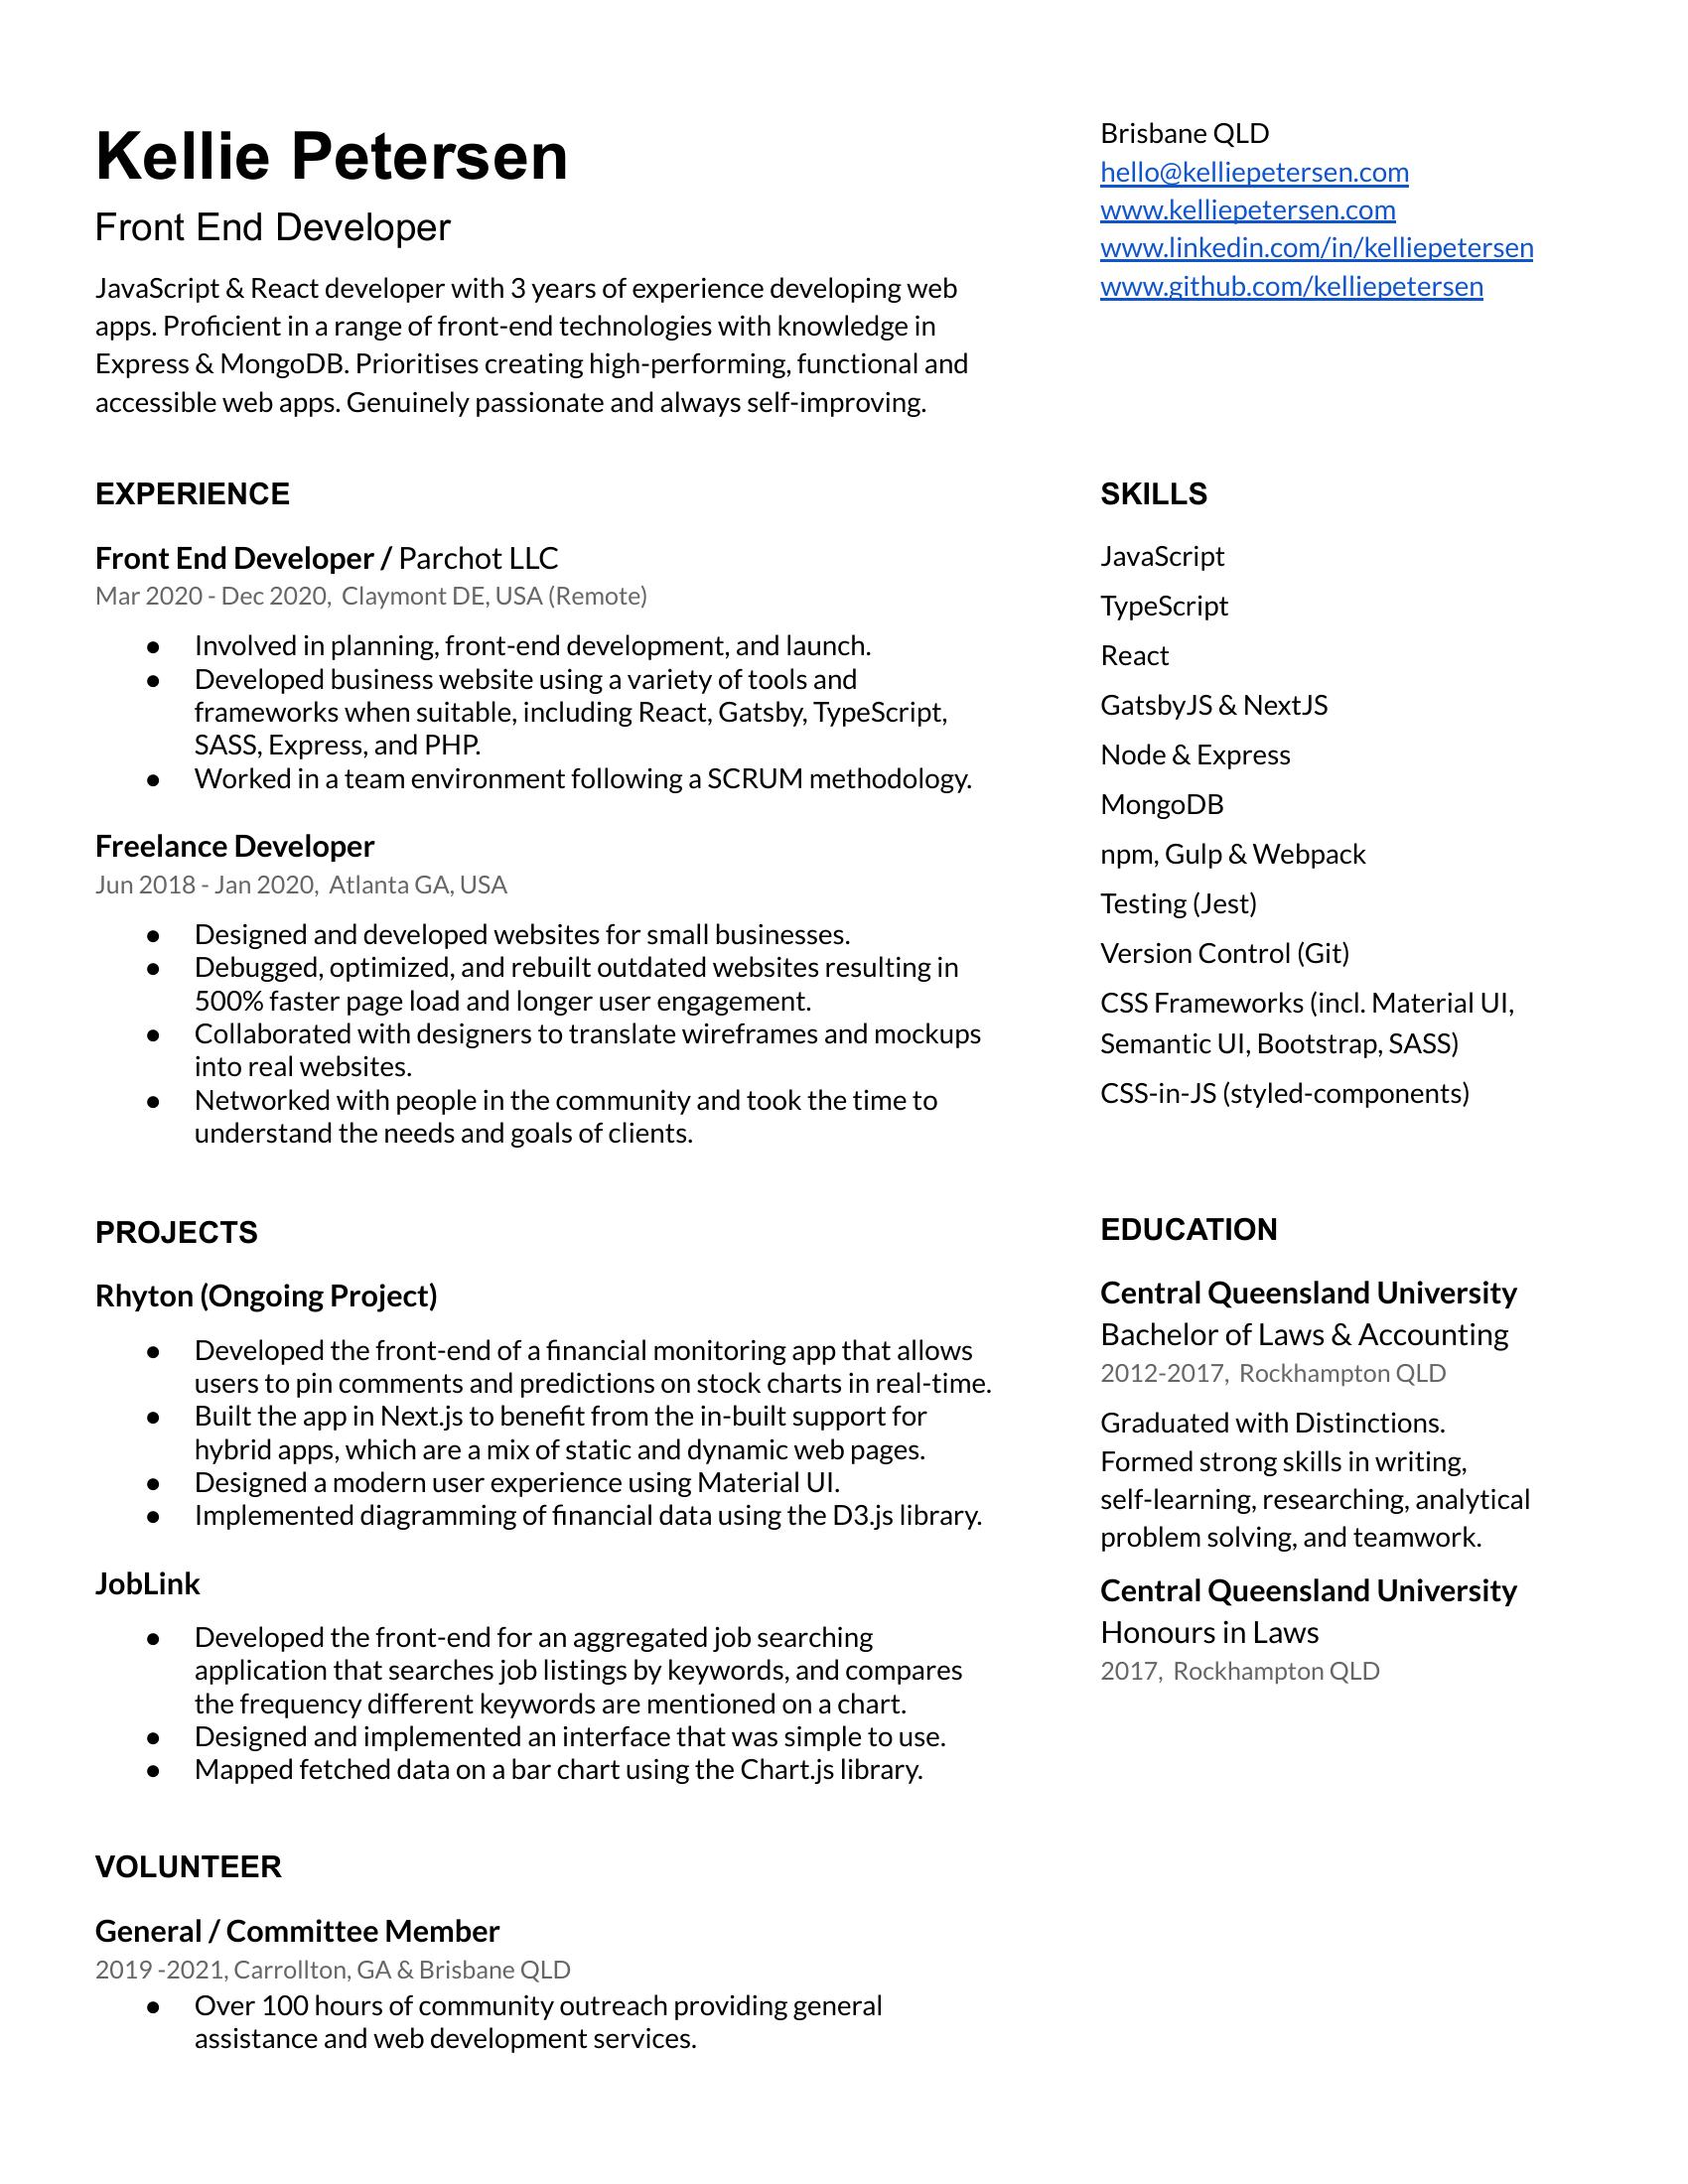 Kellie Petersen
Front End Developer
JavaScript & React developer with 3 years of experience developing web
apps. Proficient in a range of front-end technologies with knowledge in
Express & MongoDB. Prioritises creating high-performing, functional and
accessible web apps. Genuinely passionate and always self-improving.
Brisbane QLD
hello@kelliepetersen.com
www.kelliepetersen.com
www.linkedin.com/in/kelliepetersen
www.github.com/kelliepetersen
EXPERIENCE
Front End Developer / Parchot LLC
Mar 2020 - Dec 2020, Claymont DE, USA (Remote)
● Involved in planning, front-end development, and launch.
● Developed business website using a variety of tools and
frameworks when suitable, including React, Gatsby, TypeScript,
SASS, Express, and PHP.
● Worked in a team environment following a SCRUM methodology.
Freelance Developer
Jun 2018 - Jan 2020, Atlanta GA, USA
● Designed and developed websites for small businesses.
● Debugged, optimized, and rebuilt outdated websites resulting in
500% faster page load and longer user engagement.
● Collaborated with designers to translate wireframes and mockups
into real websites.
● Networked with people in the community and took the time to
understand the needs and goals of clients.
PROJECTS
Rhyton (Ongoing Project)
● Developed the front-end of a financial monitoring app that allows
users to pin comments and predictions on stock charts in real-time.
● Built the app in Next.js to benefit from the in-built support for
hybrid apps, which are a mix of static and dynamic web pages.
● Designed a modern user experience using Material UI.
● Implemented diagramming of financial data using the D3.js library.
JobLink
● Developed the front-end for an aggregated job searching
application that searches job listings by keywords, and compares
the frequency different keywords are mentioned on a chart.
● Designed and implemented an interface that was simple to use.
● Mapped fetched data on a bar chart using the Chart.js library.
VOLUNTEER
General / Committee Member
2019 -2021, Carrollton, GA & Brisbane QLD
● Over 100 hours of community outreach providing general
assistance and web development services.
SKILLS
JavaScript
TypeScript
React
GatsbyJS & NextJS
Node & Express
MongoDB
npm, Gulp & Webpack
Testing (Jest)
Version Control (Git)
CSS Frameworks (incl. Material UI,
Semantic UI, Bootstrap, SASS)
CSS-in-JS (styled-components)
EDUCATION
Central Queensland University
Bachelor of Laws & Accounting
2012-2017, Rockhampton QLD
Graduated with Distinctions.
Formed strong skills in writing,
self-learning, researching, analytical
problem solving, and teamwork.
Central Queensland University
Honours in Laws
2017, Rockhampton QLD